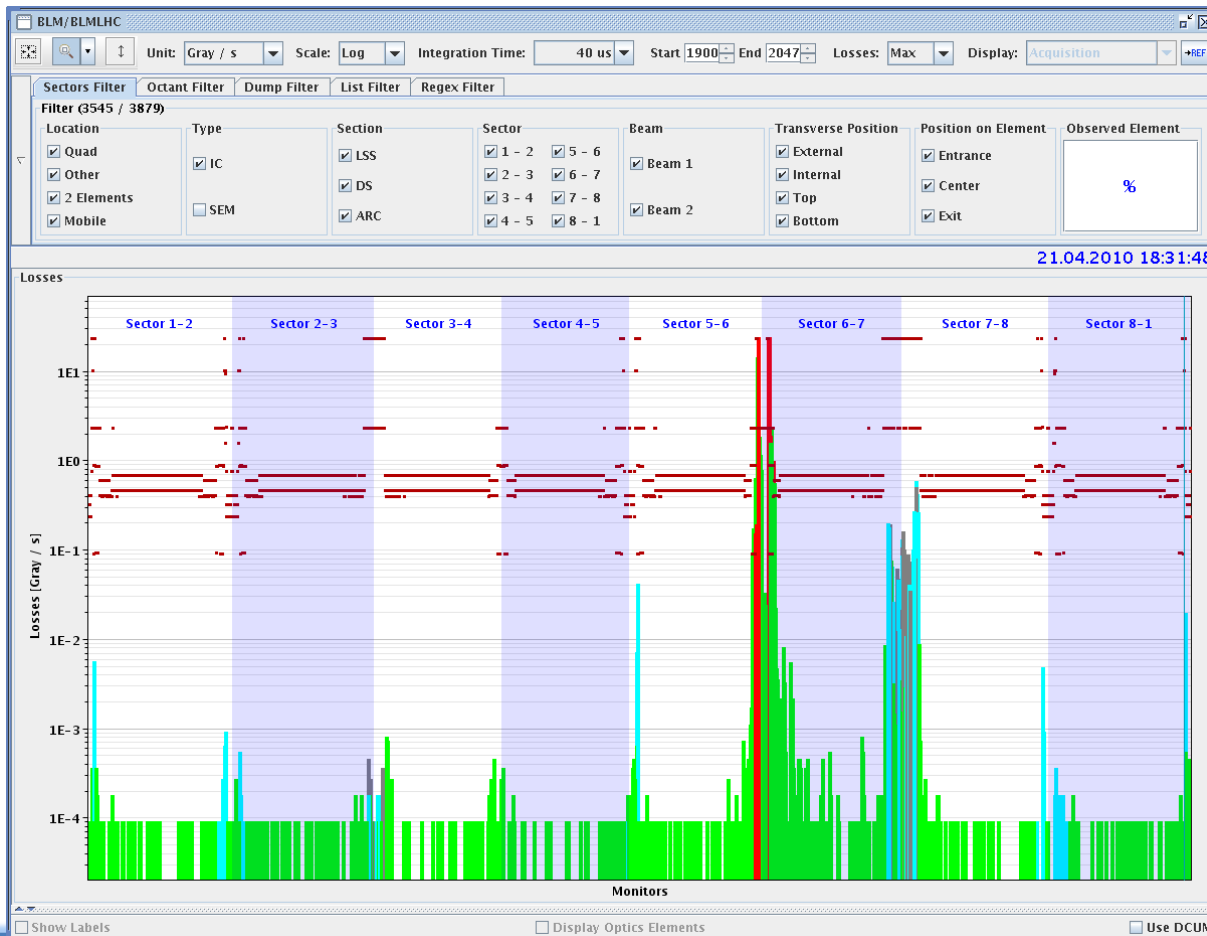 BLM/BLMLHC
Unit: Gray / s Scale: Log Integration Time: 40 us Start 1900 End 2047 Losses: Max Display: Acquisition →REF
Sectors Filter Octant Filter Dump Filter List Filter Regex Filter
Filter (3545 / 3879)
Location Type Section Sector Beam Transverse Position Position on Element Observed Element
Quad IC LSS 1 - 2 5 - 6 Beam 1 External Entrance %
Other DS 2 - 3 6 - 7 Internal Center
2 Elements SEM ARC 3 - 4 7 - 8 Beam 2 Top Exit
Mobile 4 - 5 8 - 1 Bottom
21.04.2010 18:31:48
Losses
Sector 1-2 Sector 2-3 Sector 3-4 Sector 4-5 Sector 5-6 Sector 6-7 Sector 7-8 Sector 8-1
1E1
1E0
1E-1
1E-2
1E-3
1E-4
Losses [Gray / s]
Monitors
Show Labels Display Optics Elements Use DCUM